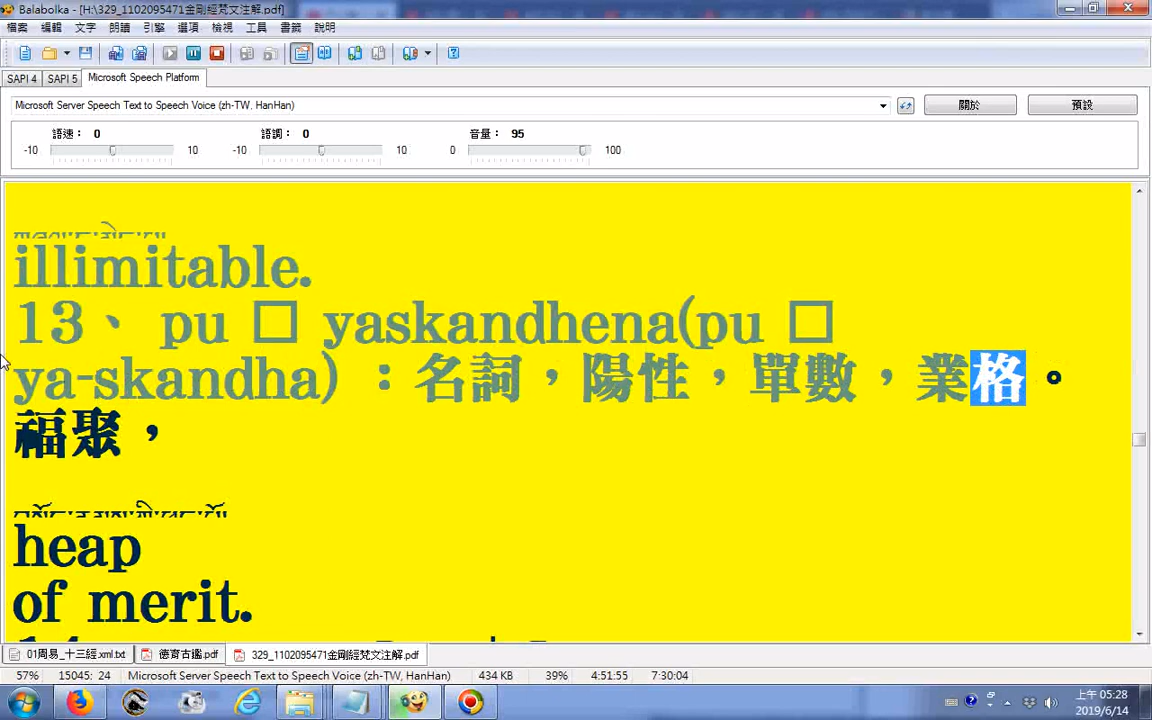 Balabolka - [H:\329_1102095471金剛經梵文注解.pdf]
檔案 編輯 文字 朗讀 引擎 選項 檢視 工具 書籤 說明
SAPI 4 SAPI 5 Microsoft Speech Platform
Microsoft Server Speech Text to Speech Voice (zh-TW, HanHan)
關於 預設
語速： 0 語調： 0 音量： 95
-10 10 -10 10 0 100
illimitable.
13、 pu □ yaskandhena(pu □
ya-skandha) ：名詞，陽性，單數，業格。
福聚，
heap
of merit.
01周易_十三經.xml.txt 德育古鑑.pdf 329_1102095471金剛經梵文注解.pdf
57% 15045: 24 Microsoft Server Speech Text to Speech Voice (zh-TW, HanHan) 434 KB 39% 4:51:55 7:30:04
上午 05:28
2019/6/14